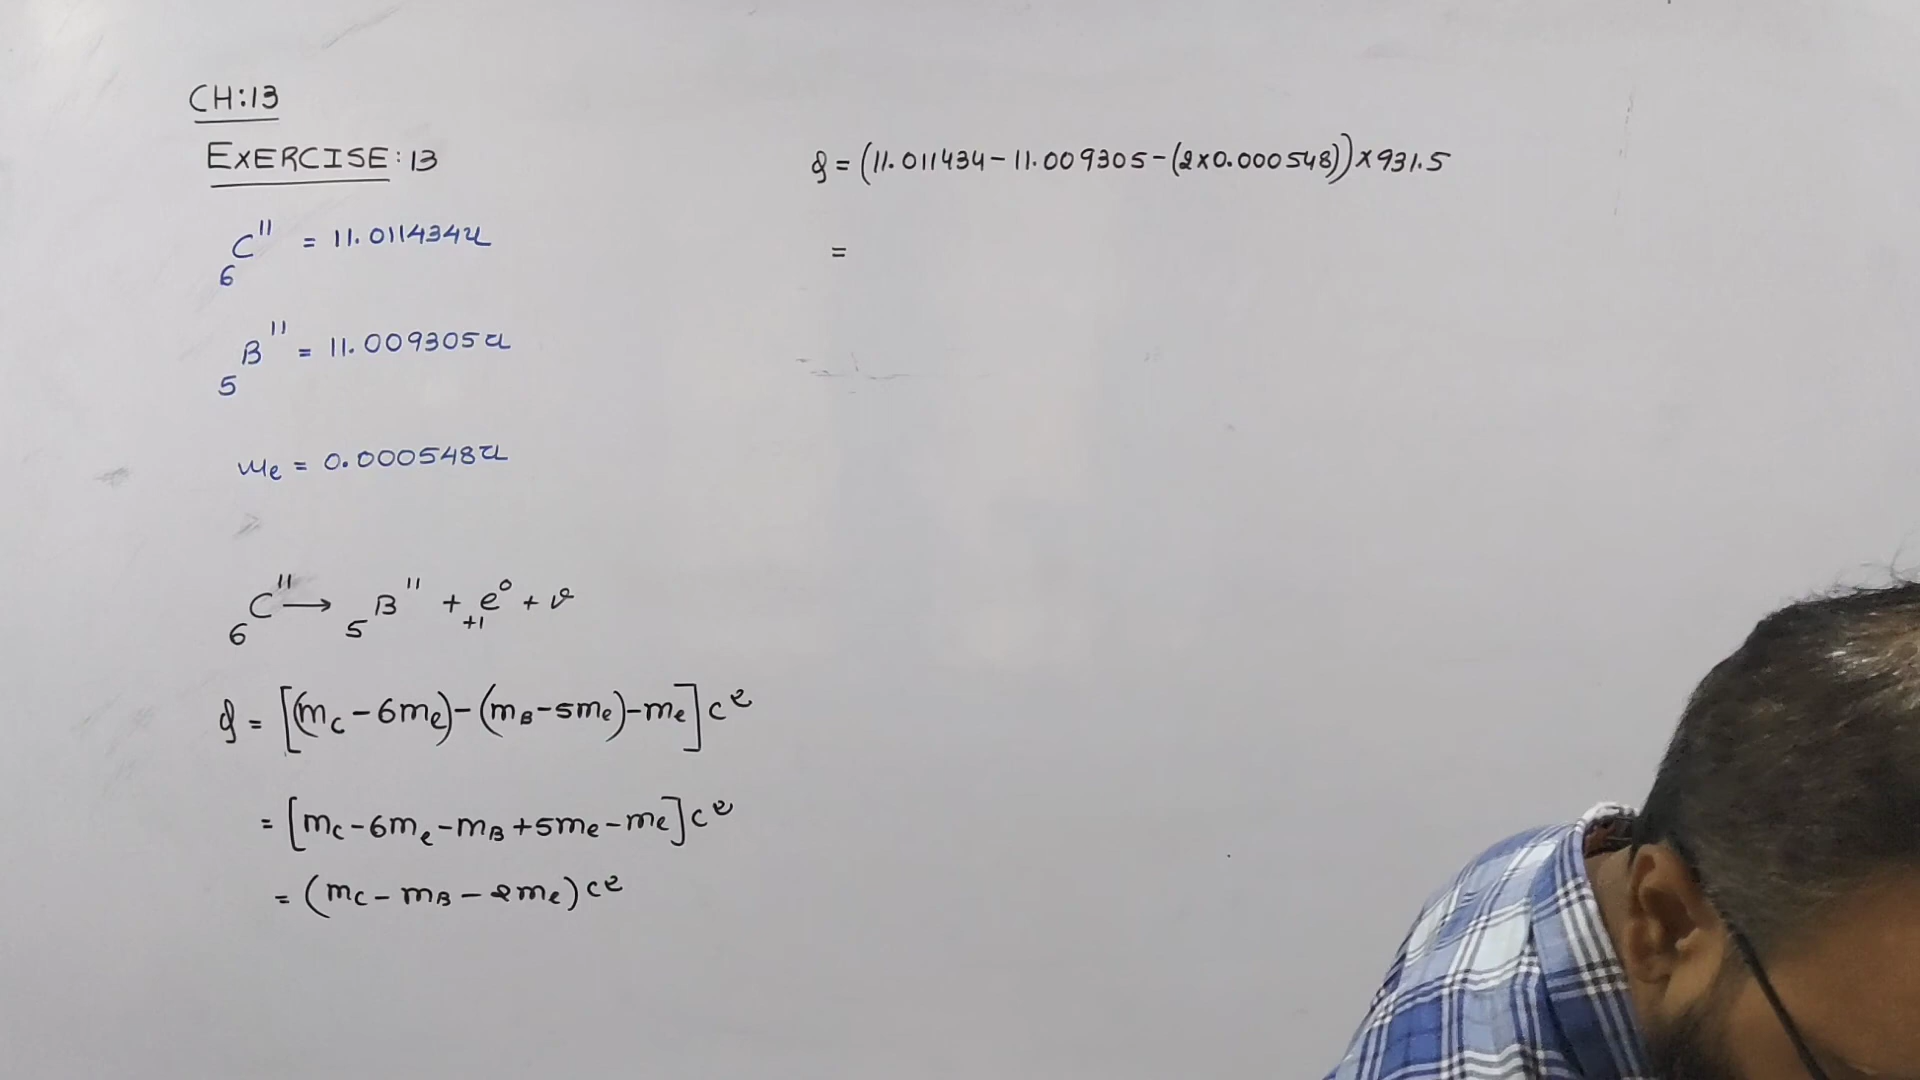 CH:13
EXERCISE: 13
₆C¹¹ = 11.011434u
₅B¹¹ = 11.009305u
me = 0.000548u
₆C¹¹ → ₅B¹¹ + ₊₁e⁰ + ν
Q = [(mc - 6me) - (mB - 5me) - me] c²
= [mc - 6me - mB + 5me - me] c²
= (mc - mB - 2me) c²
Q = (11.011434 - 11.009305 - (2×0.000548)) × 931.5
=